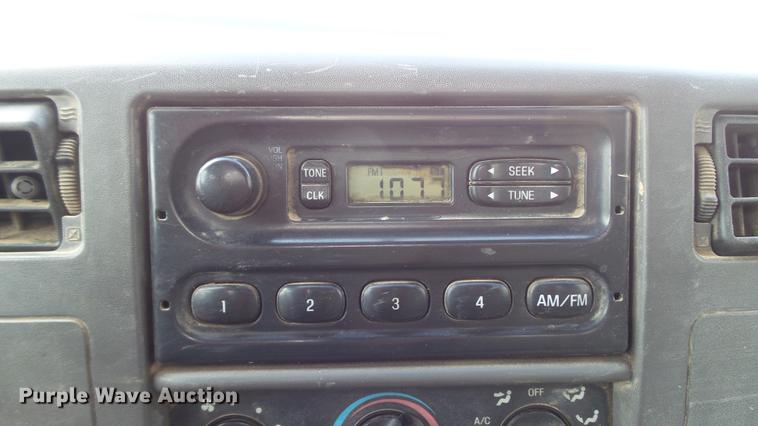 VOL
TONE
CLK
FM1
107.7
SEEK
TUNE
1
2
3
4
AM/FM
OFF
A/C
Purple Wave Auction